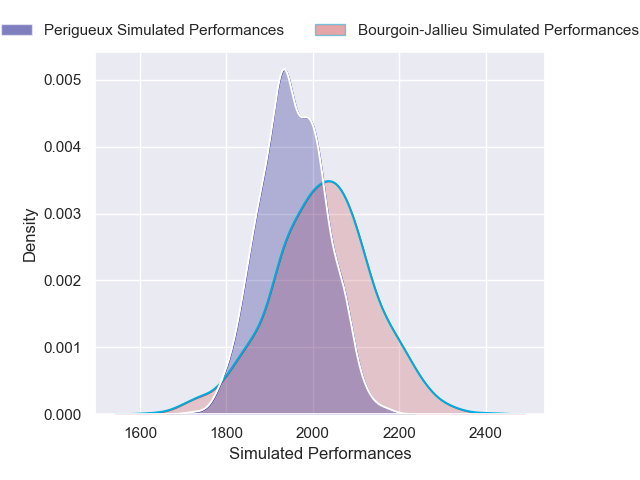 Perigueux Simulated Performances Bourgoin-Jallieu Simulated Performances
0.005
0.004
0.003
0.002
0.001
0.000
Density
1600 1800 2000 2200 2400
Simulated Performances